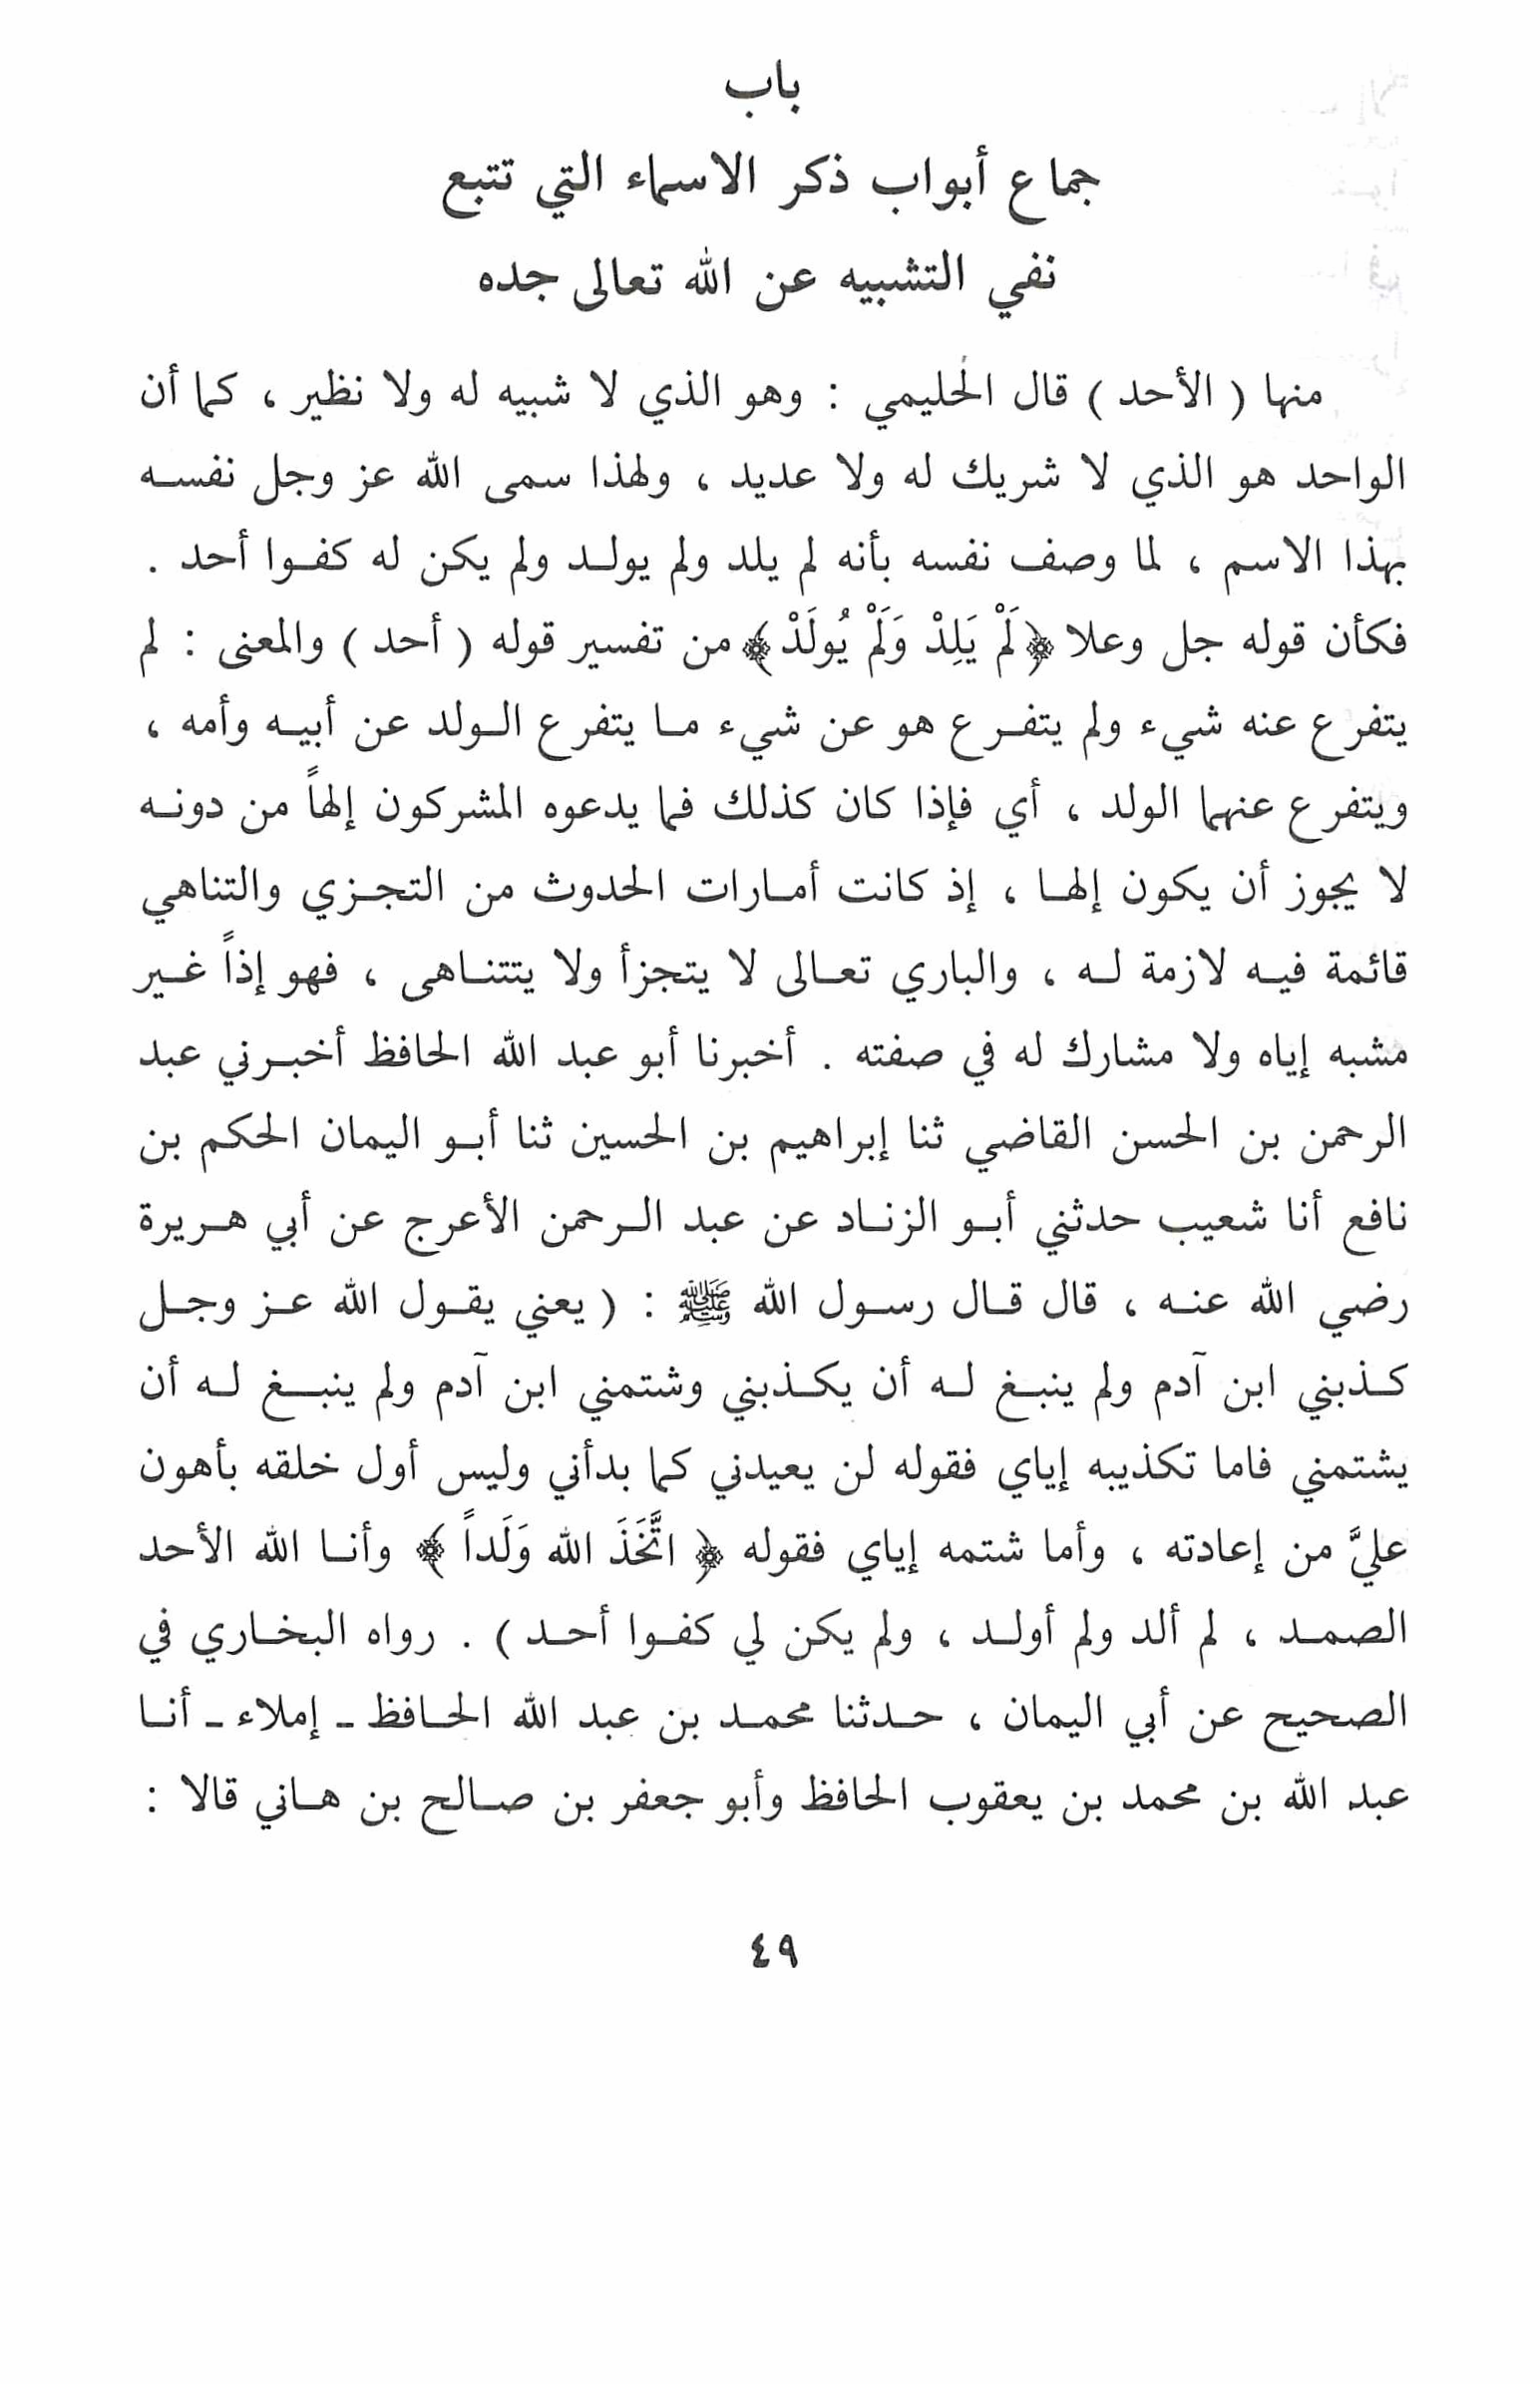 باب
جماع أبواب ذكر الاسماء التي تتبع
نفي التشبيه عن الله تعالى جده
منها ( الأحد ) قال الحليمي : وهو الذي لا شبيه له ولا نظير ، كما أن
الواحد هو الذي لا شريك له ولا عديد ، ولهذا سمى الله عز وجل نفسه
بهذا الاسم ، لما وصف نفسه بأنه لم يلد ولم يولد ولم يكن له كفوا أحد .
فكأن قوله جل وعلا ﴿لَمْ يَلِدْ وَلَمْ يُولَدْ﴾ من تفسير قوله ( أحد ) والمعنى : لم
يتفرع عنه شيء ولم يتفرع هو عن شيء ما يتفرع الولد عن أبيه وأمه ،
ويتفرع عنهما الولد ، أي فإذا كان كذلك فما يدعوه المشركون إلهاً من دونه
لا يجوز أن يكون إلها ، إذ كانت أمارات الحدوث من التجزي والتناهي
قائمة فيه لازمة له ، والباري تعالى لا يتجزأ ولا يتتناهى ، فهو إذاً غير
مشبه إياه ولا مشارك له في صفته . أخبرنا أبو عبد الله الحافظ أخبرني عبد
الرحمن بن الحسن القاضي ثنا إبراهيم بن الحسين ثنا أبو اليمان الحكم بن
نافع أنا شعيب حدثني أبو الزناد عن عبد الرحمن الأعرج عن أبي هريرة
رضي الله عنه ، قال قال رسول الله ﷺ : ( يعني يقول الله عز وجل
كذبني ابن آدم ولم ينبغ له أن يكذبني وشتمني ابن آدم ولم ينبغ له أن
يشتمني فاما تكذيبه إياي فقوله لن يعيدني كما بدأني وليس أول خلقه بأهون
عليَّ من إعادته ، وأما شتمه إياي فقوله ﴿ اتَّخَذَ الله وَلَداً ﴾ وأنا الله الأحد
الصمد ، لم ألد ولم أولد ، ولم يكن لي كفوا أحد ) . رواه البخاري في
الصحيح عن أبي اليمان ، حدثنا محمد بن عبد الله الحافظ - إملاء - أنا
عبد الله بن محمد بن يعقوب الحافظ وأبو جعفر بن صالح بن هاني قالا :
٤٩